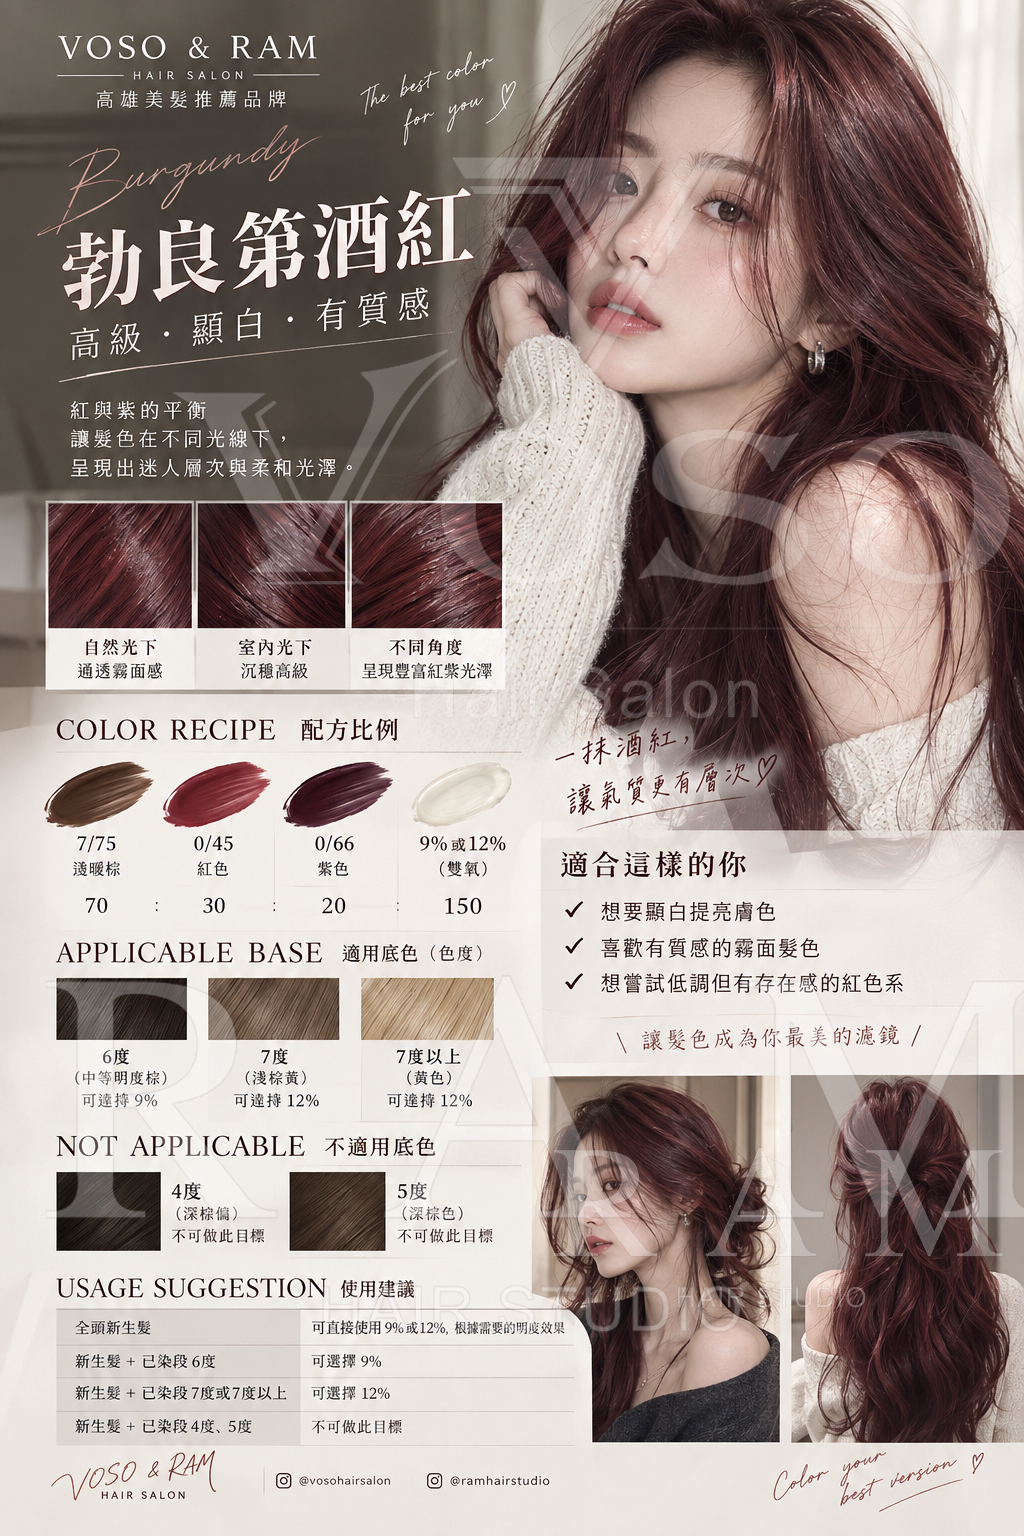 VOSO & RAM
HAIR SALON
高雄美髮推薦品牌
The best color
for you
Burgundy
勃良第酒紅
高級·顯白·有質感
紅與紫的平衡
讓髮色在不同光線下，
呈現出迷人層次與柔和光澤。
自然光下
通透霧面感
室內光下
沉穩高級
不同角度
呈現豐富紅紫光澤
COLOR RECIPE 配方比例
7/75
淺暖棕
0/45
紅色
0/66
紫色
9%或12%
（雙氧）
70 : 30 : 20 : 150
APPLICABLE BASE 適用底色（色度）
6度
（中等明度棕）
可達持 9%
7度
（淺棕黃）
可達持 12%
7度以上
（黃色）
可達持 12%
NOT APPLICABLE 不適用底色
4度
（深棕偏）
不可做此目標
5度
（深棕色）
不可做此目標
USAGE SUGGESTION 使用建議
全頭新生髮 可直接使用 9%或12%, 根據需要的明度效果
新生髮 + 已染段 6度 可選擇 9%
新生髮 + 已染段 7度或7度以上 可選擇 12%
新生髮 + 已染段 4度、5度 不可做此目標
一抹酒紅，
讓氣質更有層次
適合這樣的你
想要顯白提亮膚色
喜歡有質感的霧面髮色
想嘗試低調但有存在感的紅色系
\ 讓髮色成為你最美的濾鏡 /
VOSO & RAM
HAIR SALON
@vosohairsalon
@ramhairstudio
Color your
best version
V
Voso
Hair Salon
RAM
RAM
HAIR STUDIO